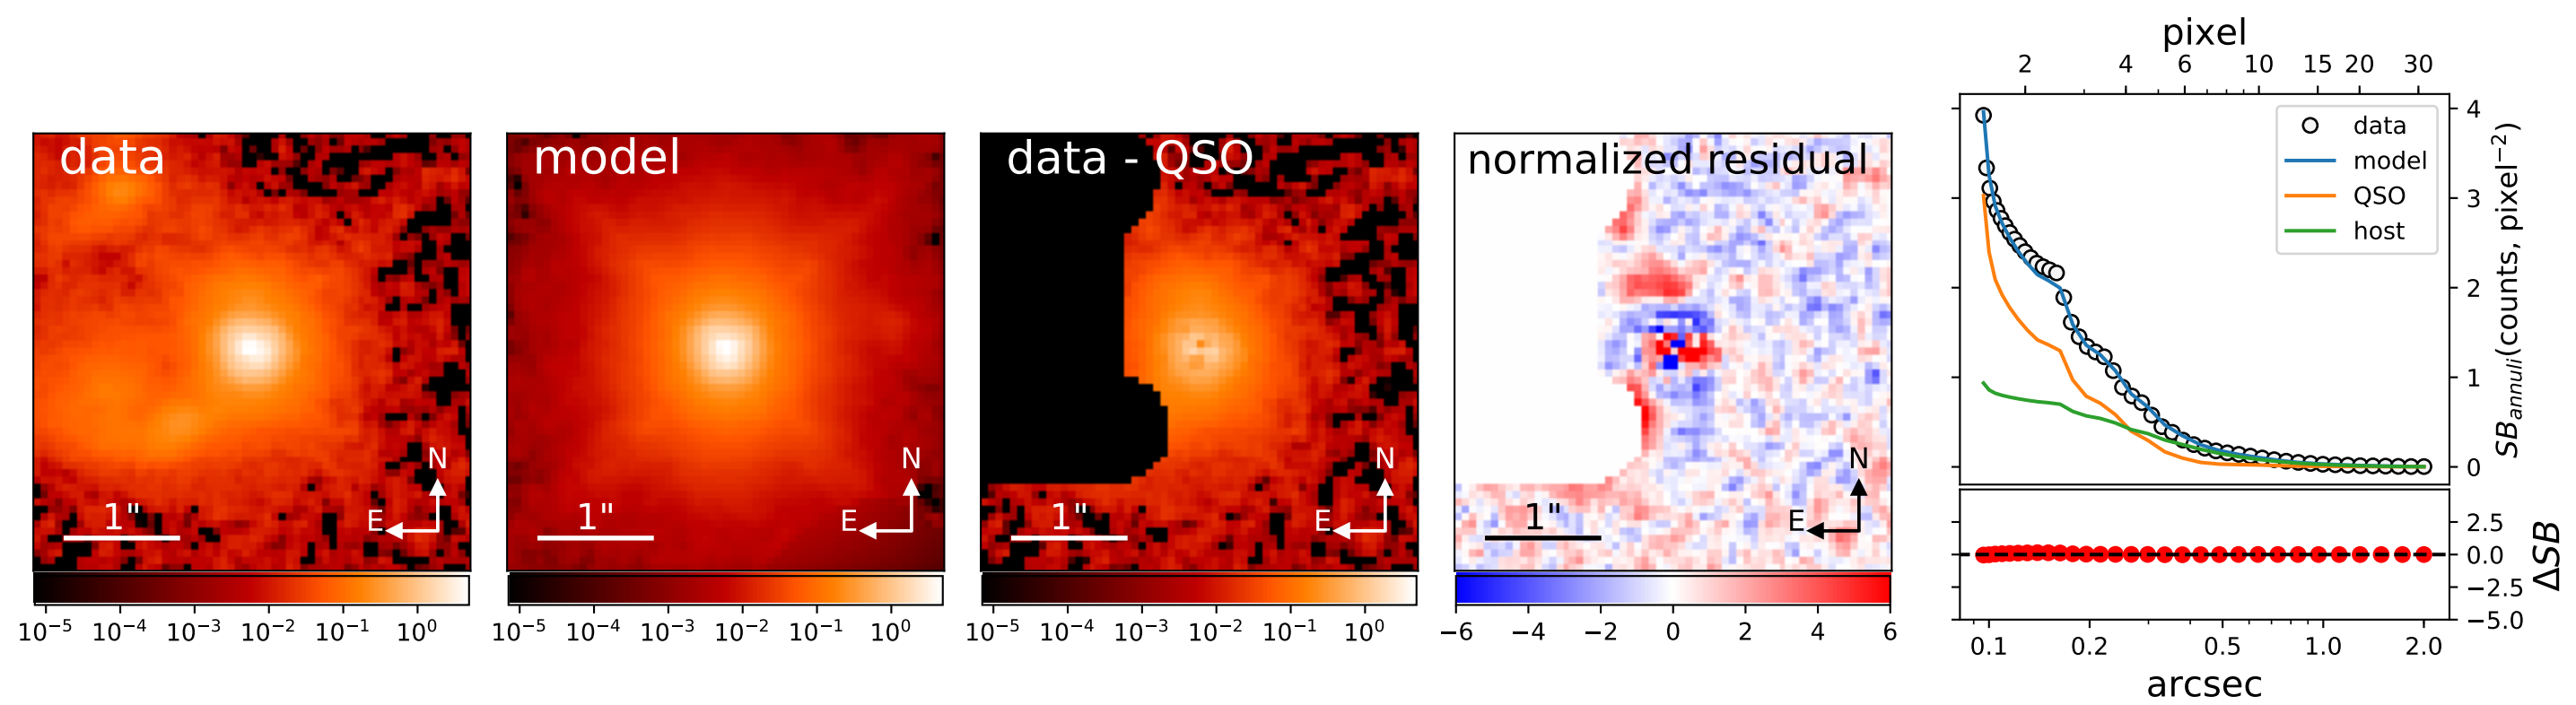 data
N
E
1"
10⁻⁵ 10⁻⁴ 10⁻³ 10⁻² 10⁻¹ 10⁰
model
N
E
1"
10⁻⁵ 10⁻⁴ 10⁻³ 10⁻² 10⁻¹ 10⁰
data - QSO
N
E
1"
10⁻⁵ 10⁻⁴ 10⁻³ 10⁻² 10⁻¹ 10⁰
normalized residual
N
E
1"
−6 −4 −2 0 2 4 6
pixel
2 4 6 10 15 20 30
data
model
QSO
host
4
3
2
1
0
SB_annuli(counts, pixel⁻²)
2.5
0.0
−2.5
−5.0
ΔSB
0.1 0.2 0.5 1.0 2.0
arcsec